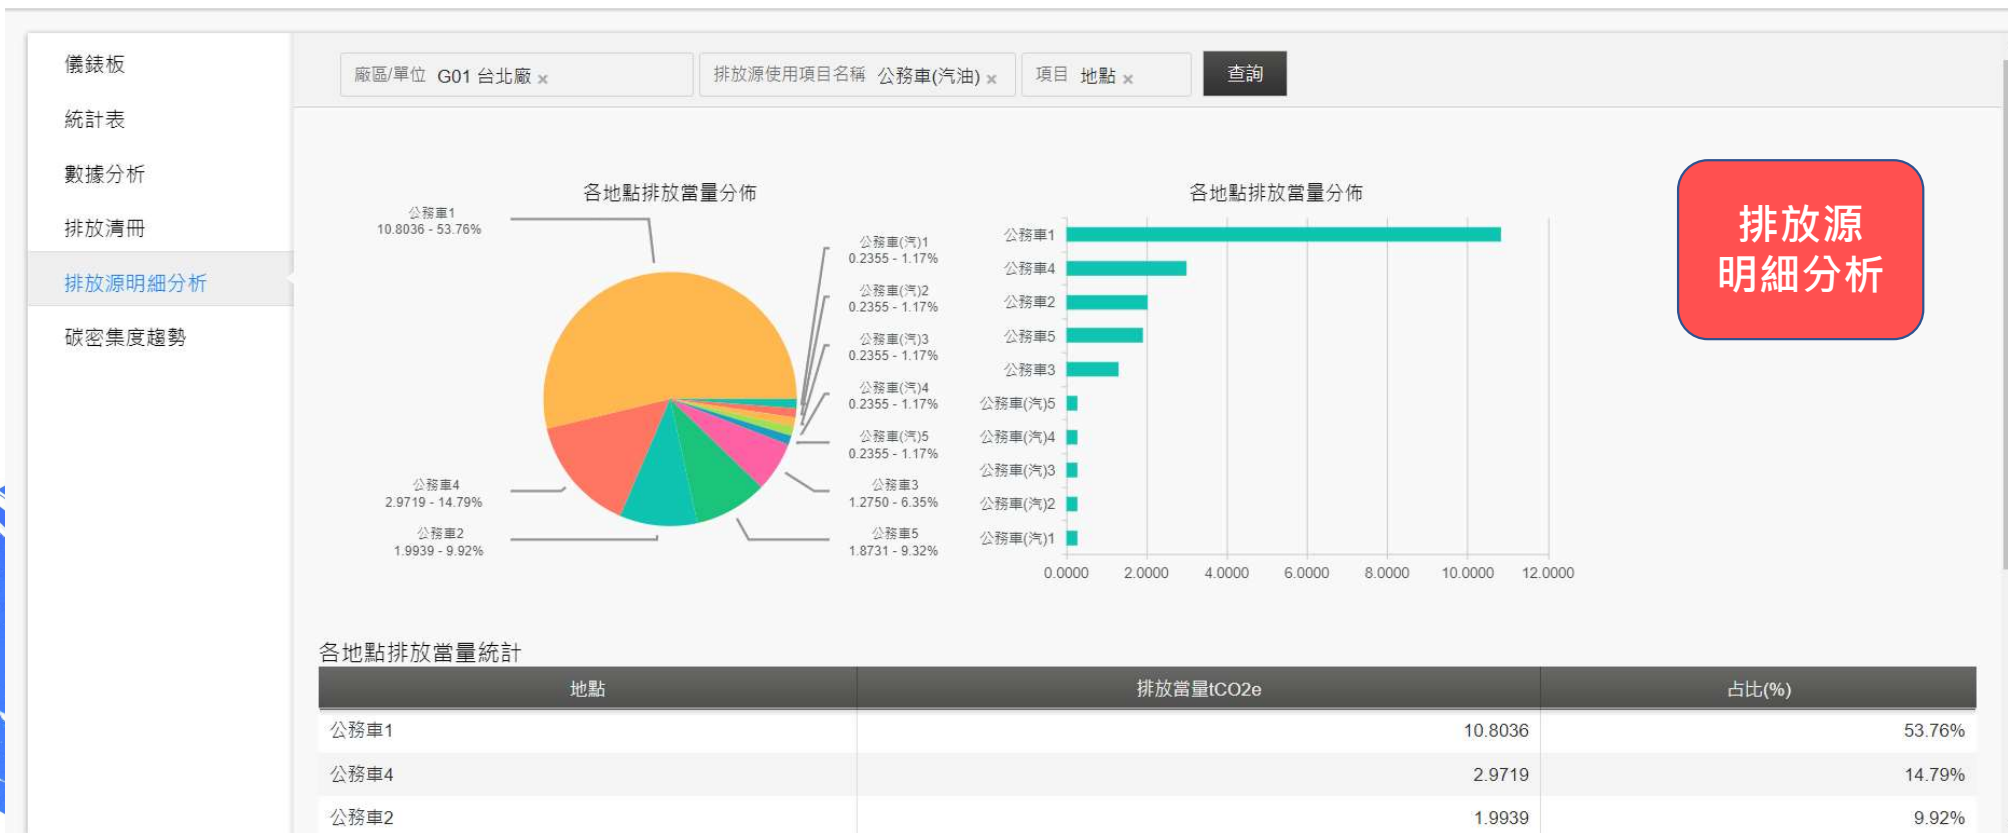 儀錶板
統計表
數據分析
排放清冊
排放源明細分析
碳密集度趨勢
廠區/單位 G01 台北廠 ×
排放源使用項目名稱 公務車(汽油) ×
項目 地點 ×
查詢
各地點排放當量分佈
公務車1
10.8036 - 53.76%
公務車(汽)1
0.2355 - 1.17%
公務車(汽)2
0.2355 - 1.17%
公務車(汽)3
0.2355 - 1.17%
公務車(汽)4
0.2355 - 1.17%
公務車(汽)5
0.2355 - 1.17%
公務車3
1.2750 - 6.35%
公務車5
1.8731 - 9.32%
公務車4
2.9719 - 14.79%
公務車2
1.9939 - 9.92%
各地點排放當量分佈
公務車1
公務車4
公務車2
公務車5
公務車3
公務車(汽)5
公務車(汽)4
公務車(汽)3
公務車(汽)2
公務車(汽)1
0.0000 2.0000 4.0000 6.0000 8.0000 10.0000 12.0000
排放源
明細分析
各地點排放當量統計
地點 排放當量tCO2e 占比(%)
公務車1 10.8036 53.76%
公務車4 2.9719 14.79%
公務車2 1.9939 9.92%